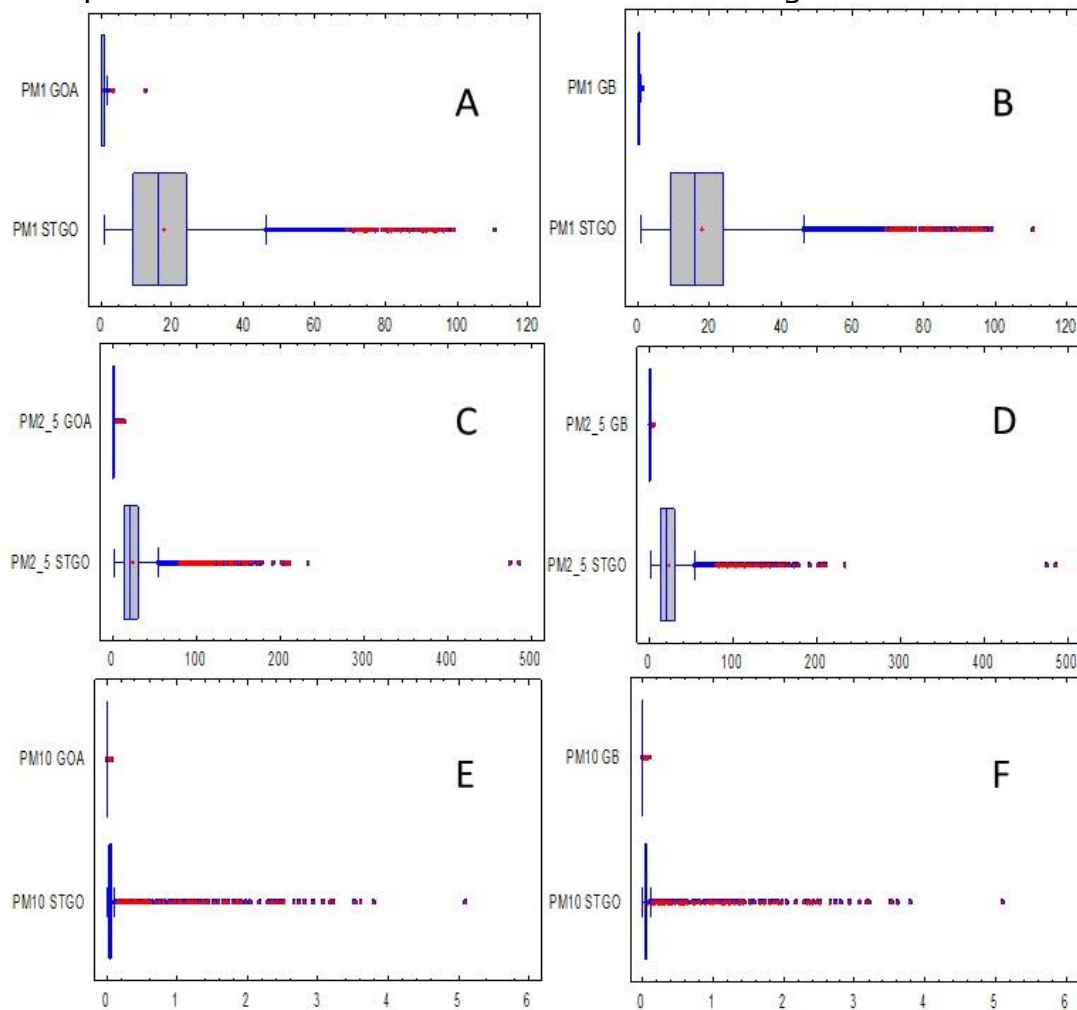 PM1 GOA
A
PM1 STGO
0 20 40 60 80 100 120
PM1 GB
B
PM1 STGO
0 20 40 60 80 100 120
PM2_5 GOA
C
PM2_5 STGO
0 100 200 300 400 500
PM2_5 GB
D
PM2_5 STGO
0 100 200 300 400 500
PM10 GOA
E
PM10 STGO
0 1 2 3 4 5 6
PM10 GB
F
PM10 STGO
0 1 2 3 4 5 6